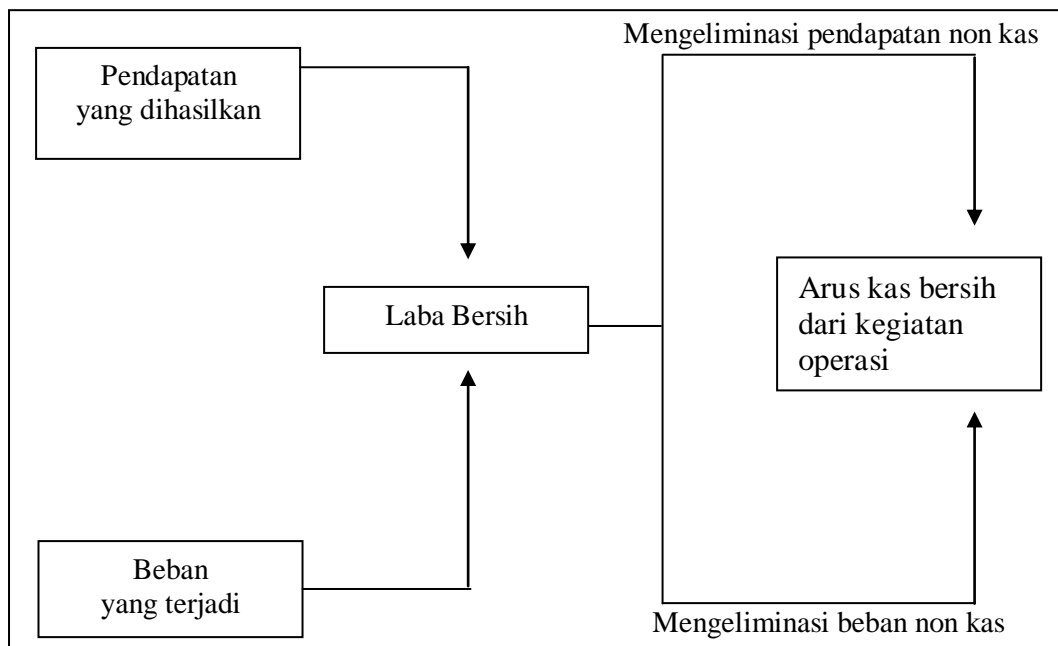 Mengeliminasi pendapatan non kas
Pendapatan
yang dihasilkan
Laba Bersih
Arus kas bersih
dari kegiatan
operasi
Beban
yang terjadi
Mengeliminasi beban non kas